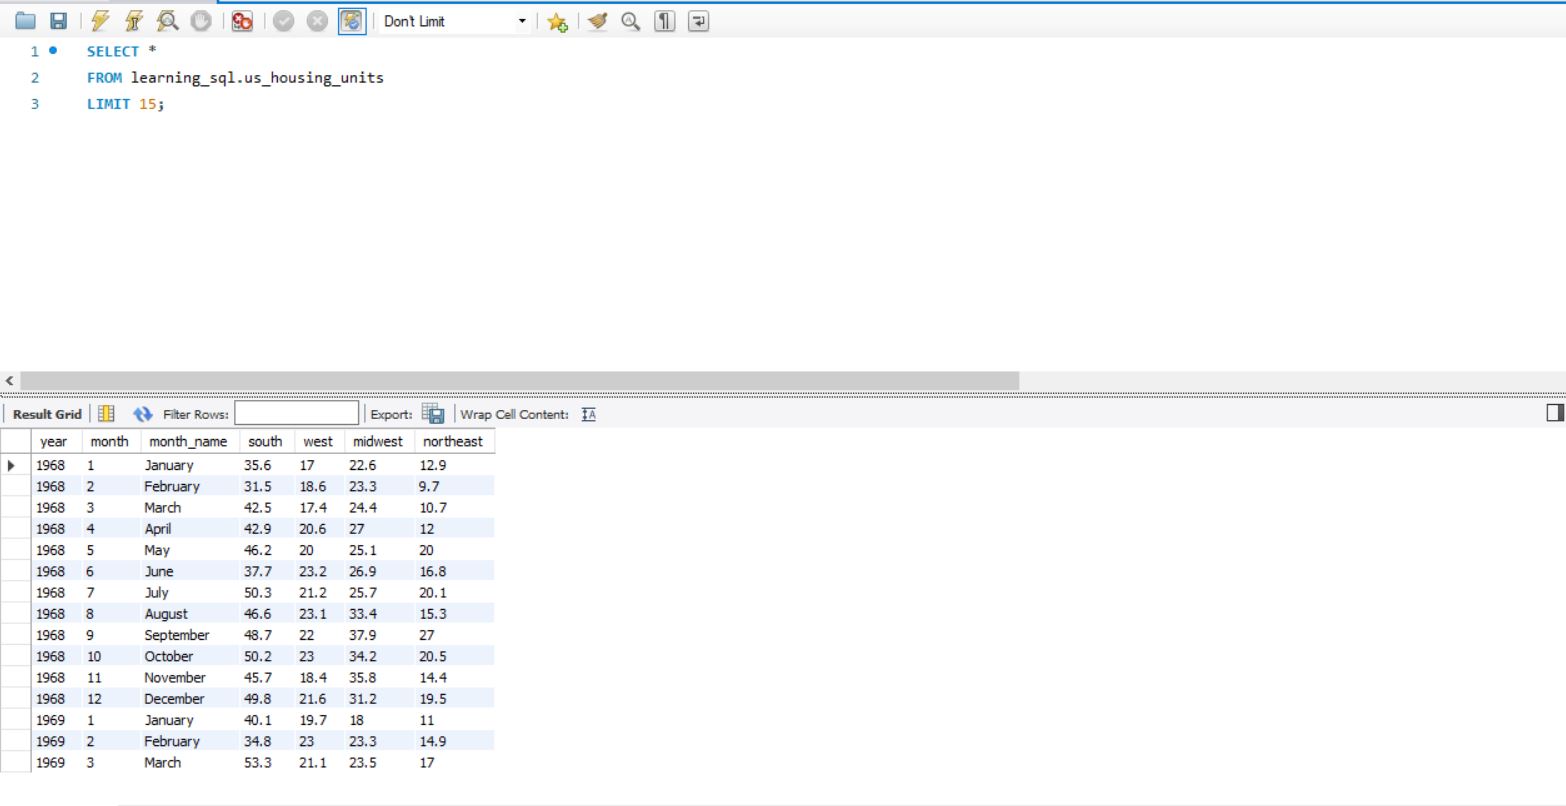 Don't Limit
1 SELECT *
2 FROM learning_sql.us_housing_units
3 LIMIT 15;
Result Grid Filter Rows: Export: Wrap Cell Content:
year month month_name south west midwest northeast
1968 1 January 35.6 17 22.6 12.9
1968 2 February 31.5 18.6 23.3 9.7
1968 3 March 42.5 17.4 24.4 10.7
1968 4 April 42.9 20.6 27 12
1968 5 May 46.2 20 25.1 20
1968 6 June 37.7 23.2 26.9 16.8
1968 7 July 50.3 21.2 25.7 20.1
1968 8 August 46.6 23.1 33.4 15.3
1968 9 September 48.7 22 37.9 27
1968 10 October 50.2 23 34.2 20.5
1968 11 November 45.7 18.4 35.8 14.4
1968 12 December 49.8 21.6 31.2 19.5
1969 1 January 40.1 19.7 18 11
1969 2 February 34.8 23 23.3 14.9
1969 3 March 53.3 21.1 23.5 17